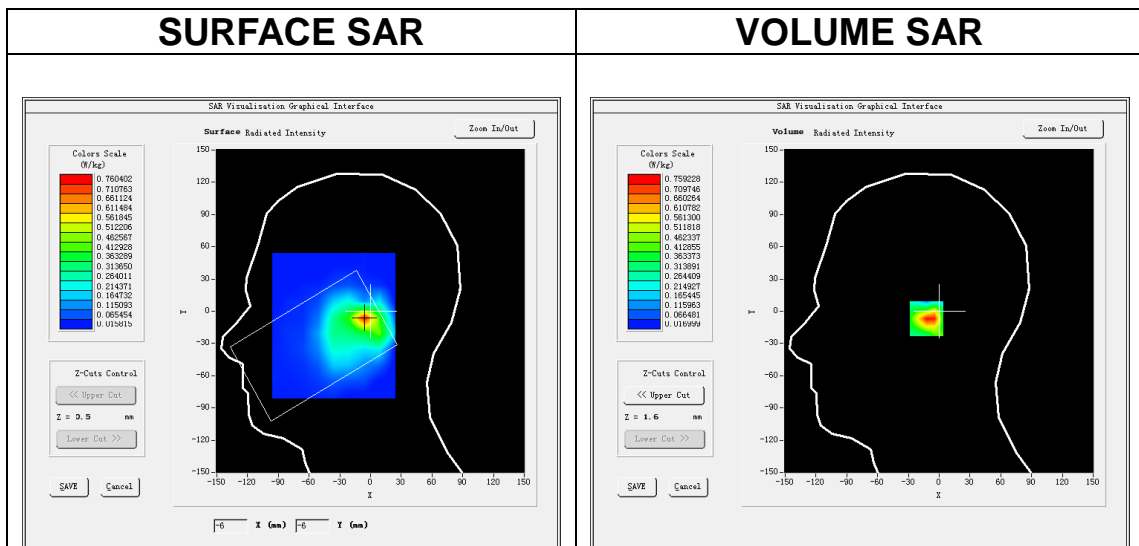 SURFACE SAR
VOLUME SAR
SAR Visualisation Graphical Interface
Surface Radiated Intensity
Zoom In/Out
Colors Scale
(W/kg)
0.760402
0.710763
0.661124
0.611484
0.561845
0.512206
0.462567
0.412928
0.363289
0.313650
0.264011
0.214371
0.164732
0.115093
0.065454
0.015815
150
120
90
60
30
0
-30
-60
-90
-120
-150
Y
-150 -120 -90 -60 -30 0 30 60 90 120 150
X
Z-Cuts Control
<< Upper Cut
Z = 0.5 mm
Lower Cut >>
SAVE
Cancel
-6 X (mm) -6 Y (mm)
SAR Visualisation Graphical Interface
Volume Radiated Intensity
Zoom In/Out
Colors Scale
(W/kg)
0.759228
0.709746
0.660264
0.610782
0.561300
0.511818
0.462337
0.412855
0.363373
0.313891
0.264409
0.214927
0.165445
0.115963
0.066481
0.016999
150
120
90
60
30
0
-30
-60
-90
-120
-150
Y
-150 -120 -90 -60 -30 0 30 60 90 120 150
X
Z-Cuts Control
<< Upper Cut
Z = 1.6 mm
Lower Cut >>
SAVE
Cancel